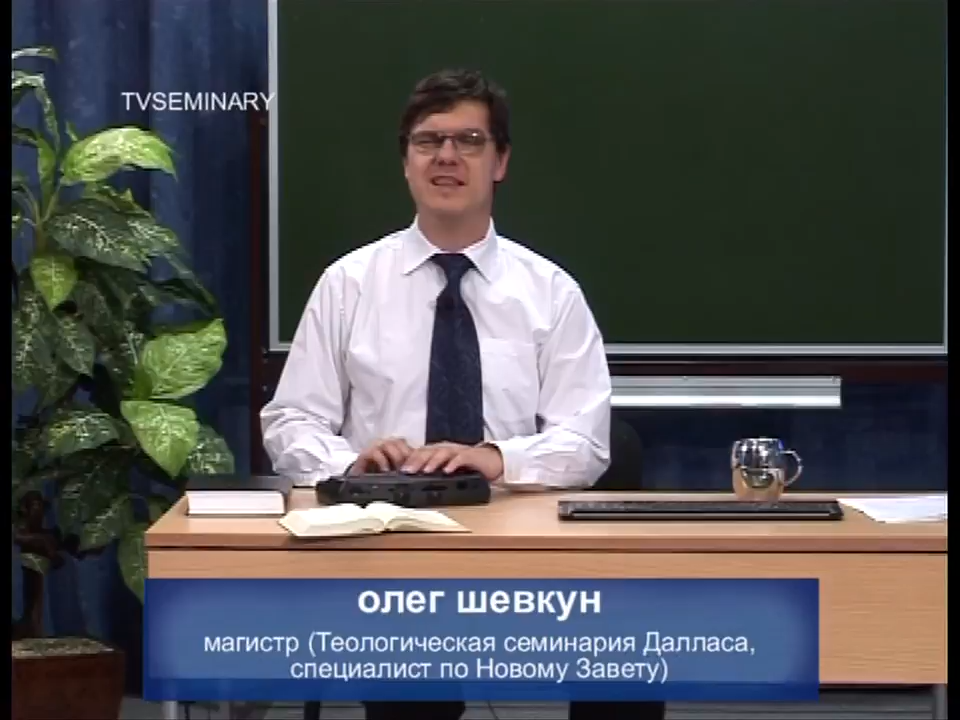 TVSEMINARY
олег шевкун
магистр (Теологическая семинария Далласа,
специалист по Новому Завету)